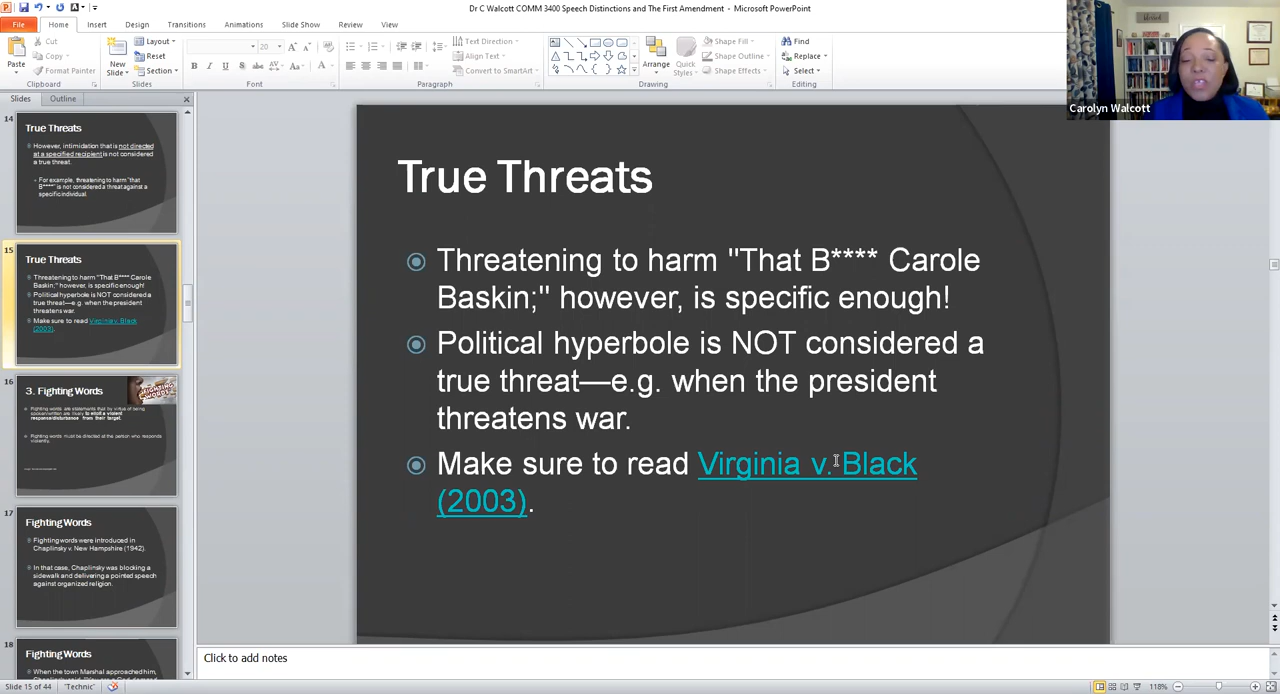 Dr C Walcott COMM 3400 Speech Distinctions and The First Amendment - Microsoft PowerPoint
File
Home
Insert
Design
Transitions
Animations
Slide Show
Review
View
Paste
Cut
Copy
Format Painter
Clipboard
New
Slide
Layout
Reset
Section
Slides
20
Font
Text Direction
Align Text
Convert to SmartArt
Paragraph
Arrange
Quick
Styles
Shape Fill
Shape Outline
Shape Effects
Drawing
Find
Replace
Select
Editing
Carolyn Walcott
Slides
Outline
14
True Threats
However, intimidation that is not directed
at a specified recipient is not considered
a true threat.
For example, threatening to harm "that
B****" is not considered a threat against a
specific individual.
15
True Threats
Threatening to harm "That B**** Carole
Baskin;" however, is specific enough!
Political hyperbole is NOT considered a
true threat—e.g. when the president
threatens war.
Make sure to read Virginia v. Black
(2003).
16
3. Fighting Words
Fighting words are statements that by virtue of being
spoken/written are likely to elicit a violent
response/disturbance from their target.
Fighting words must be directed at the person who responds
violently.
17
Fighting Words
Fighting words were introduced in
Chaplinsky v. New Hampshire (1942).
In that case, Chaplinsky was blocking a
sidewalk and delivering a pointed speech
against organized religion.
18
Fighting Words
When the town Marshal approached him,
True Threats
Threatening to harm "That B**** Carole
Baskin;" however, is specific enough!
Political hyperbole is NOT considered a
true threat—e.g. when the president
threatens war.
Make sure to read Virginia v. Black
(2003).
Click to add notes
Slide 15 of 44
"Technic"
118%